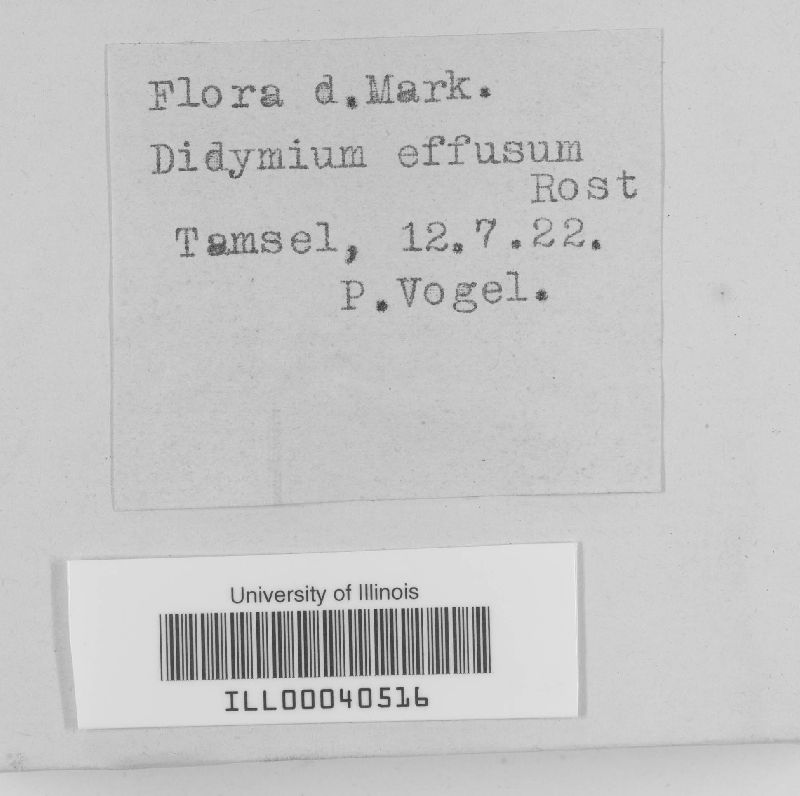 Flora d.Mark.
Didymium effusum
Rost
Tamsel, 12.7.22.
P.Vogel.
University of Illinois
ILL00040516